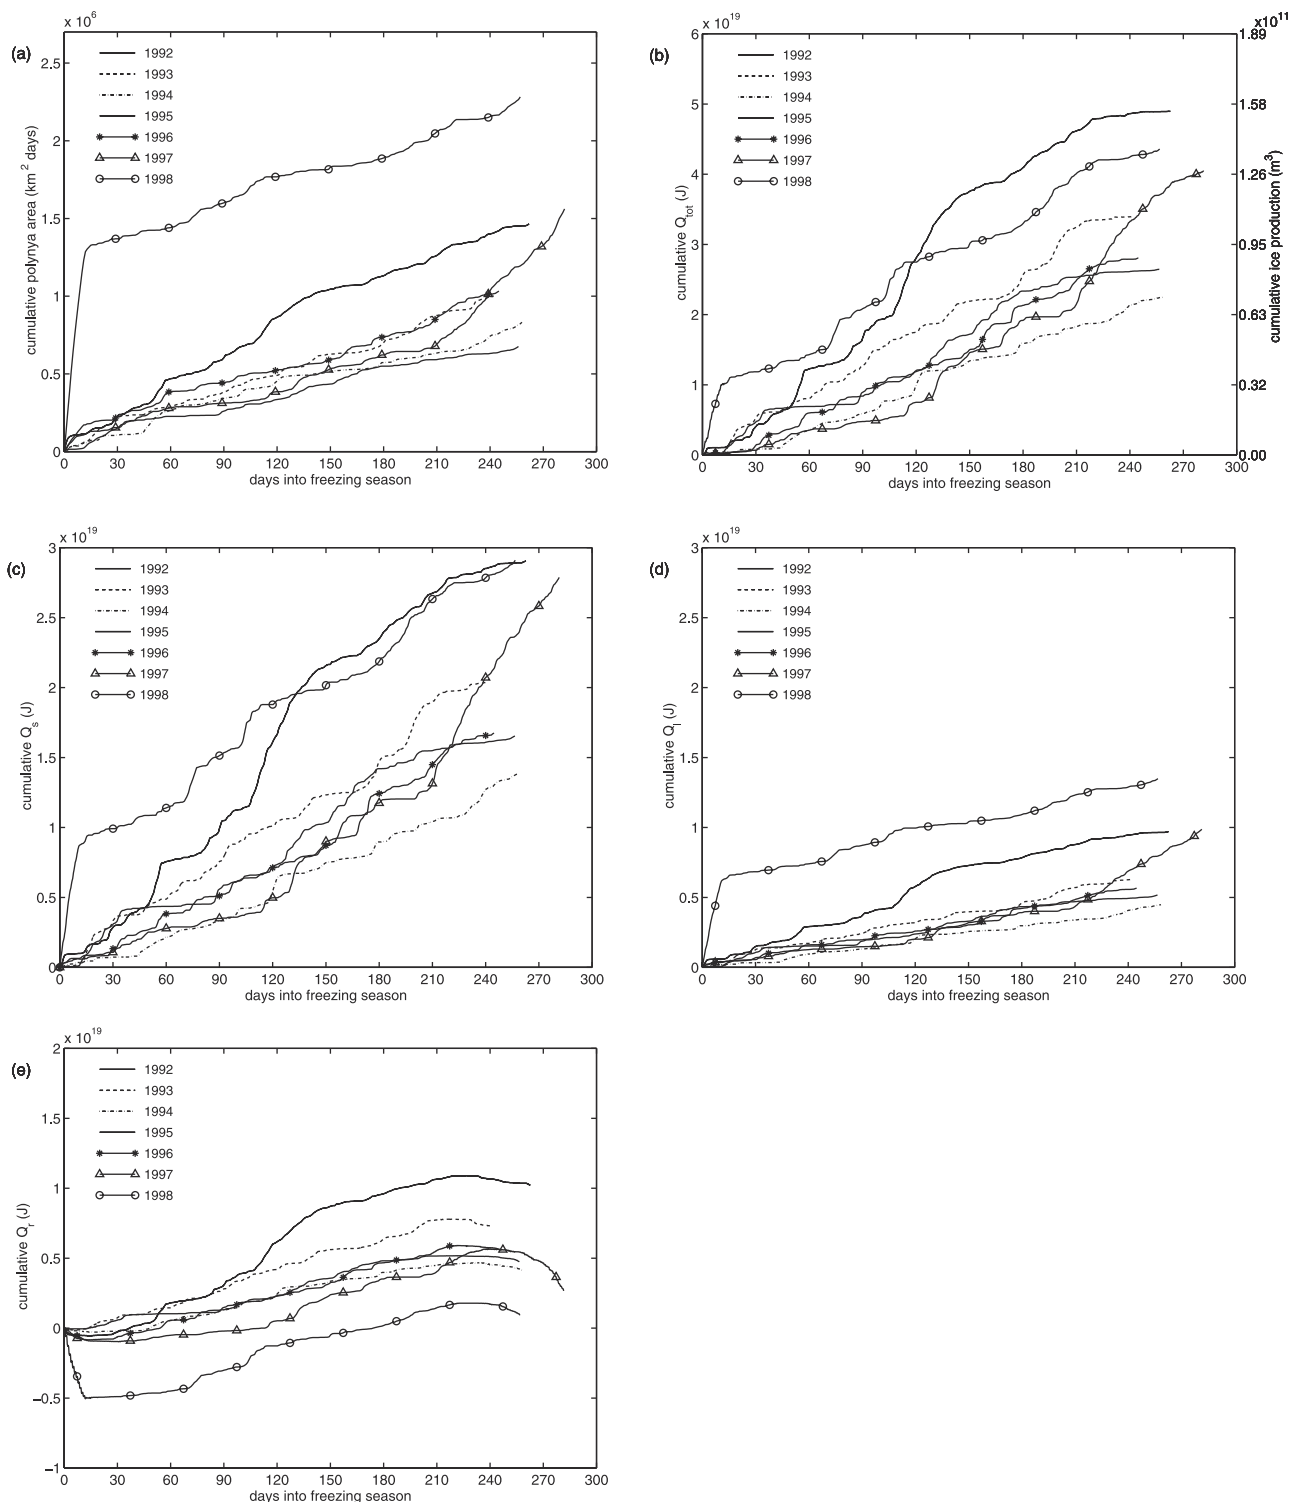 (a)
x 10^6
2.5
2
1.5
1
0.5
0
cumulative polynya area (km^2 days)
1992
1993
1994
1995
1996
1997
1998
0 30 60 90 120 150 180 210 240 270 300
days into freezing season
(b)
x 10^19
x10^11
6
5
4
3
2
1
0
cumulative Q_tot (J)
1992
1993
1994
1995
1996
1997
1998
1.89
1.58
1.26
0.95
0.63
0.32
0.00
cumulative ice production (m^3)
0 30 60 90 120 150 180 210 240 270 300
days into freezing season
(c)
x 10^19
3
2.5
2
1.5
1
0.5
0
cumulative Q_s (J)
1992
1993
1994
1995
1996
1997
1998
0 30 60 90 120 150 180 210 240 270 300
days into freezing season
(d)
x 10^19
3
2.5
2
1.5
1
0.5
0
cumulative Q_l (J)
1992
1993
1994
1995
1996
1997
1998
0 30 60 90 120 150 180 210 240 270 300
days into freezing season
(e)
x 10^19
2
1.5
1
0.5
0
−0.5
−1
cumulative Q_r (J)
1992
1993
1994
1995
1996
1997
1998
0 30 60 90 120 150 180 210 240 270 300
days into freezing season